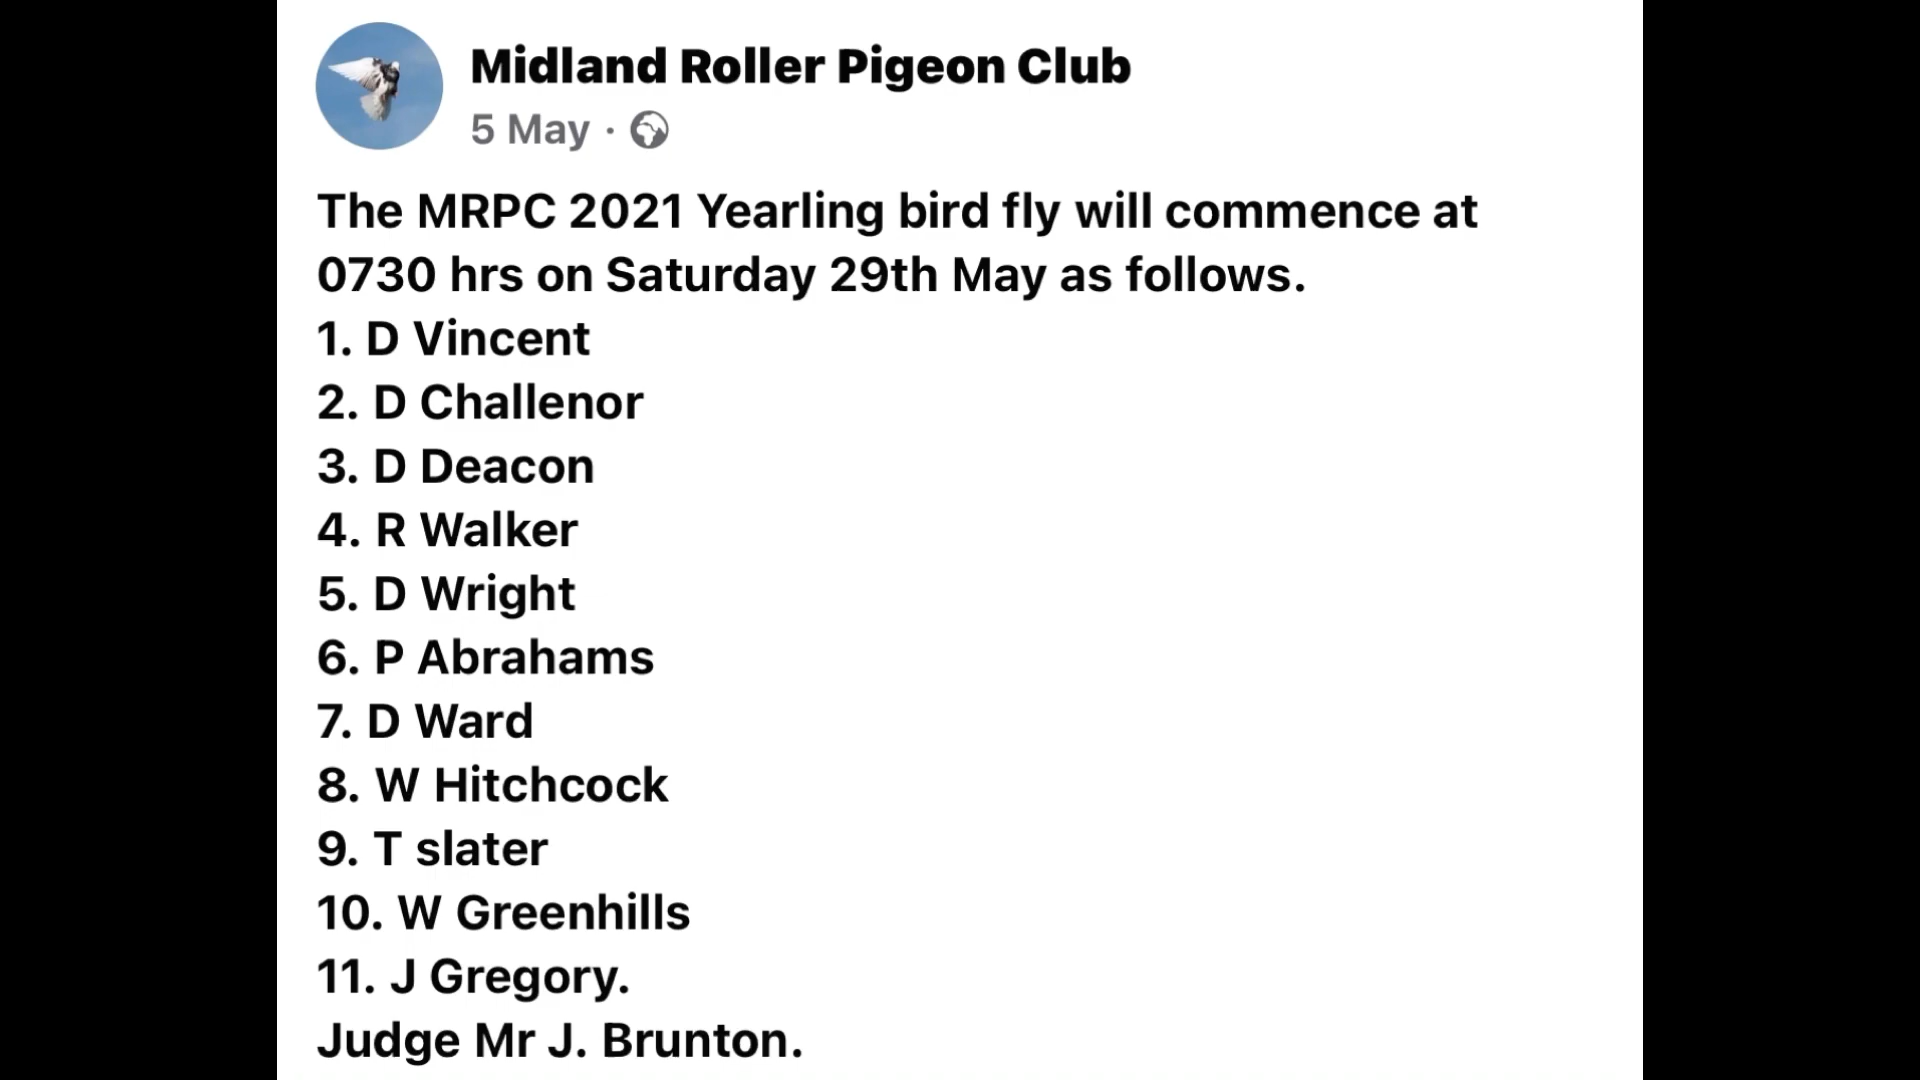 Midland Roller Pigeon Club
5 May ·
The MRPC 2021 Yearling bird fly will commence at
0730 hrs on Saturday 29th May as follows.
1. D Vincent
2. D Challenor
3. D Deacon
4. R Walker
5. D Wright
6. P Abrahams
7. D Ward
8. W Hitchcock
9. T slater
10. W Greenhills
11. J Gregory.
Judge Mr J. Brunton.